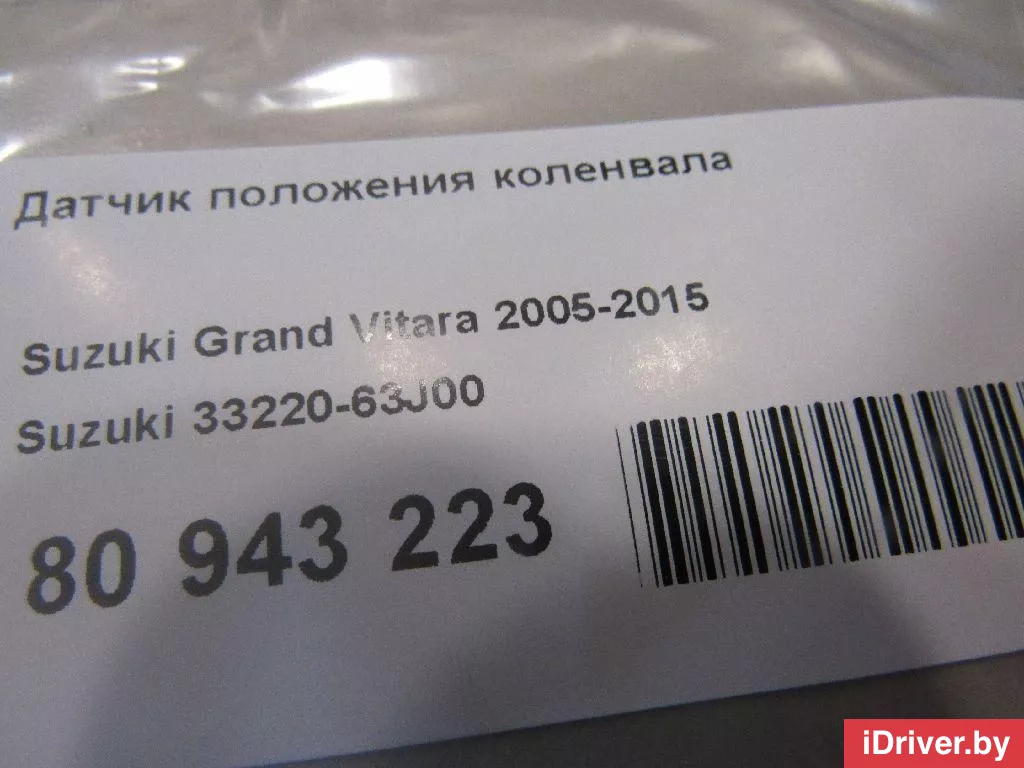 Датчик положения коленвала
Suzuki Grand Vitara 2005-2015
Suzuki 33220-63J00
80 943 223
iDriver.by